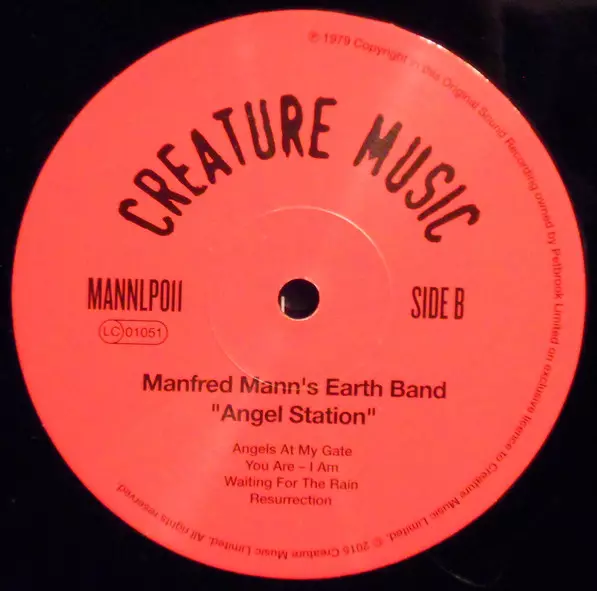 ℗ 1979 Copyright in this Original Sound Recording owned by Petbrook Limited on exclusive licence to Creature Music Limited. © 2016 Creature Music Limited. All rights reserved
CREATURE MUSIC
MANNLP011
SIDE B
LC 01051
Manfred Mann's Earth Band
"Angel Station"
Angels At My Gate
You Are – I Am
Waiting For The Rain
Resurrection